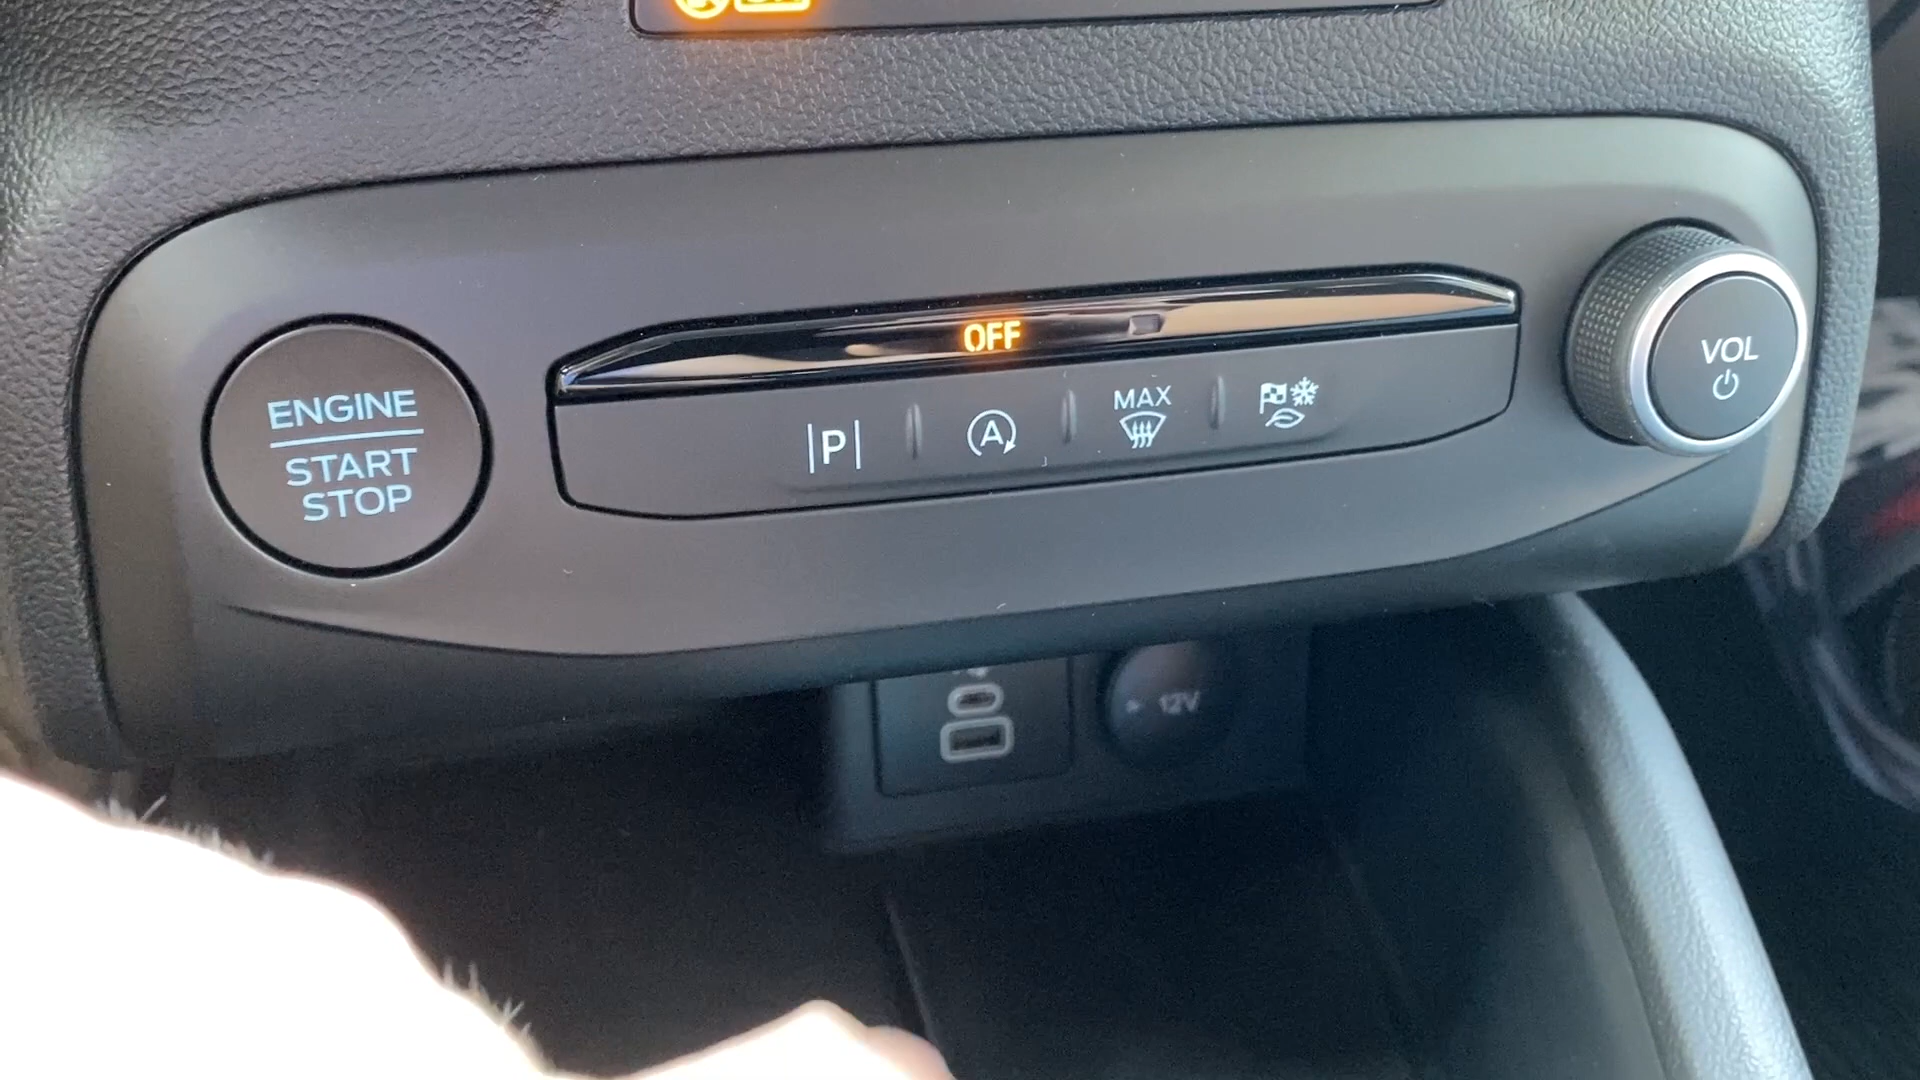 OFF
ENGINE
START
STOP
|P|
A
MAX
VOL
12V